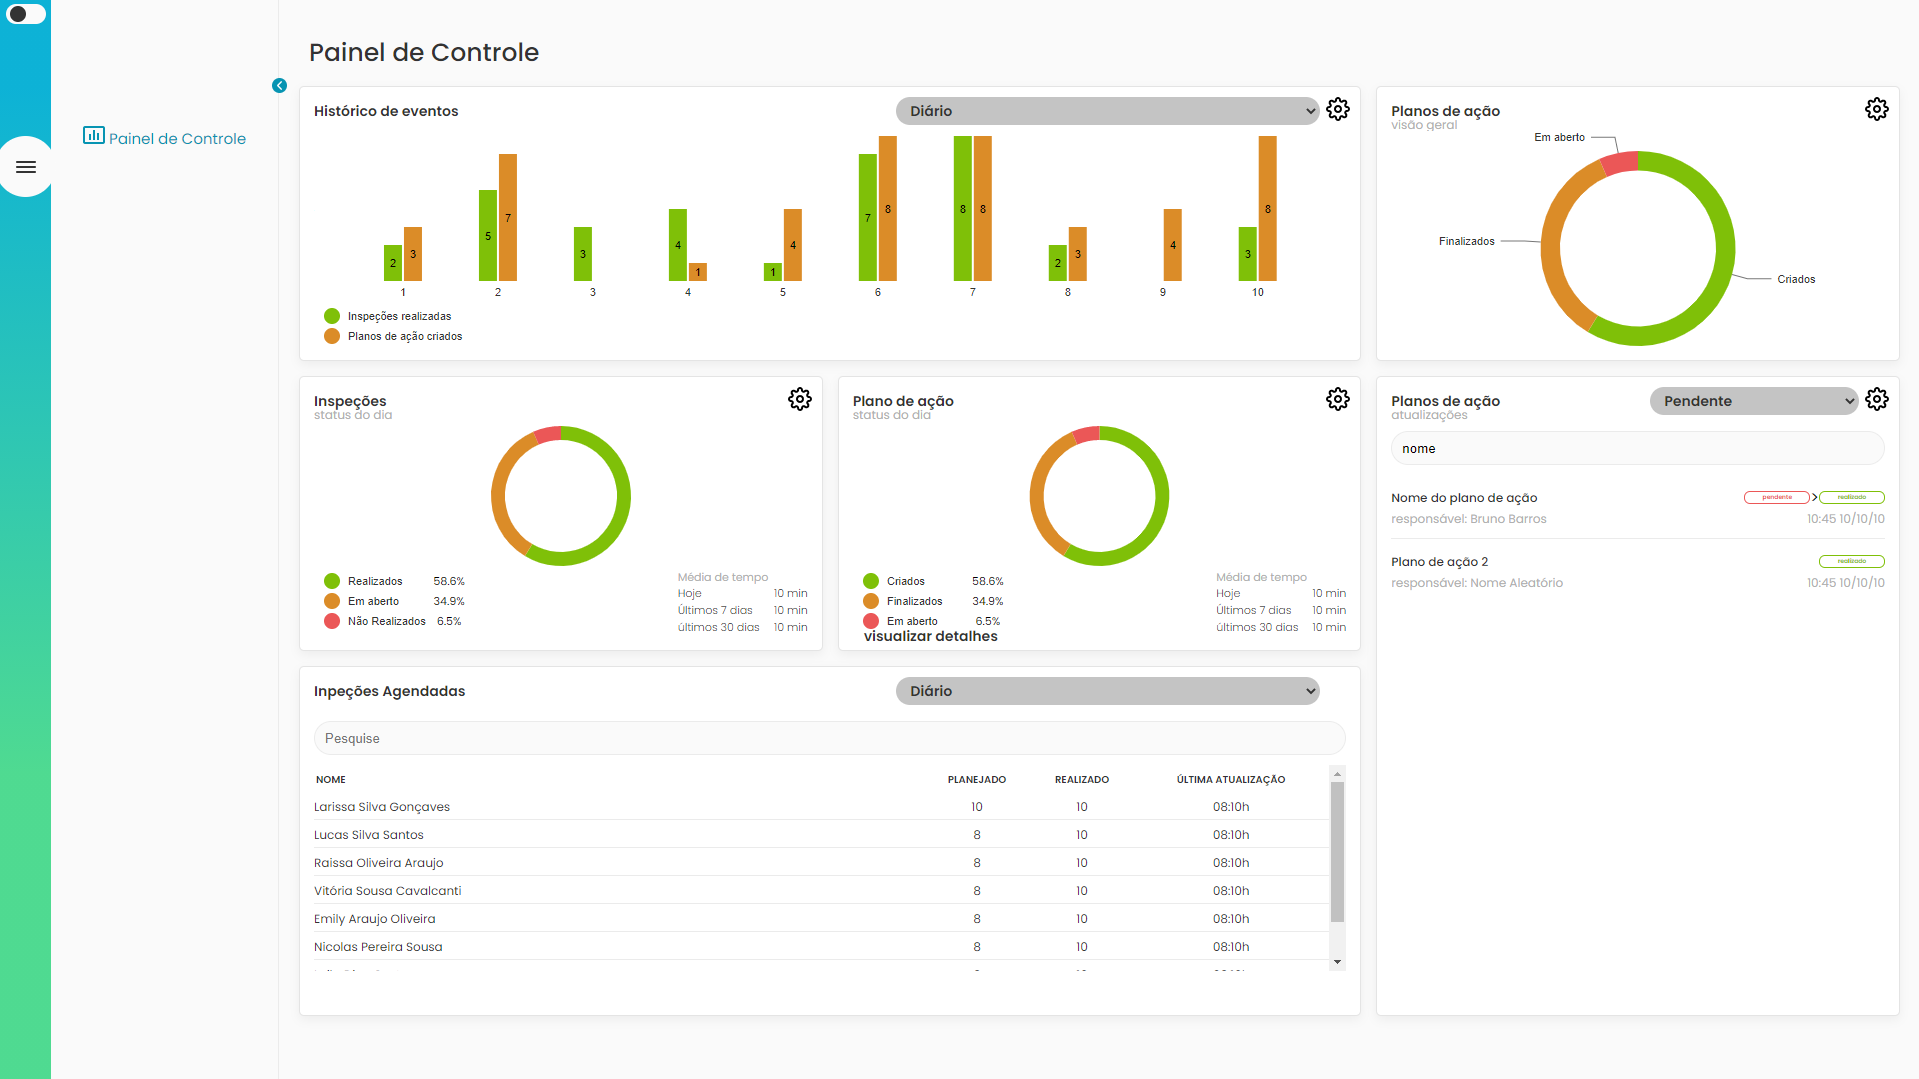 Painel de Controle
Painel de Controle
Histórico de eventos
Diário
2
3
5
7
3
4
1
1
4
7
8
8
8
2
3
4
3
8
1
2
3
4
5
6
7
8
9
10
Inspeções realizadas
Planos de ação criados
Planos de ação
visão geral
Em aberto
Finalizados
Criados
Inspeções
status do dia
Realizados 58.6%
Em aberto 34.9%
Não Realizados 6.5%
Média de tempo
Hoje 10 min
Últimos 7 dias 10 min
últimos 30 dias 10 min
Plano de ação
status do dia
Criados 58.6%
Finalizados 34.9%
Em aberto 6.5%
visualizar detalhes
Média de tempo
Hoje 10 min
Últimos 7 dias 10 min
últimos 30 dias 10 min
Planos de ação
atualizações
Pendente
nome
Nome do plano de ação pendente > realizado
responsável: Bruno Barros 10:45 10/10/10
Plano de ação 2 realizado
responsável: Nome Aleatório 10:45 10/10/10
Inpeções Agendadas
Diário
Pesquise
NOME PLANEJADO REALIZADO ÚLTIMA ATUALIZAÇÃO
Larissa Silva Gonçaves 10 10 08:10h
Lucas Silva Santos 8 10 08:10h
Raissa Oliveira Araujo 8 10 08:10h
Vitória Sousa Cavalcanti 8 10 08:10h
Emily Araujo Oliveira 8 10 08:10h
Nicolas Pereira Sousa 8 10 08:10h